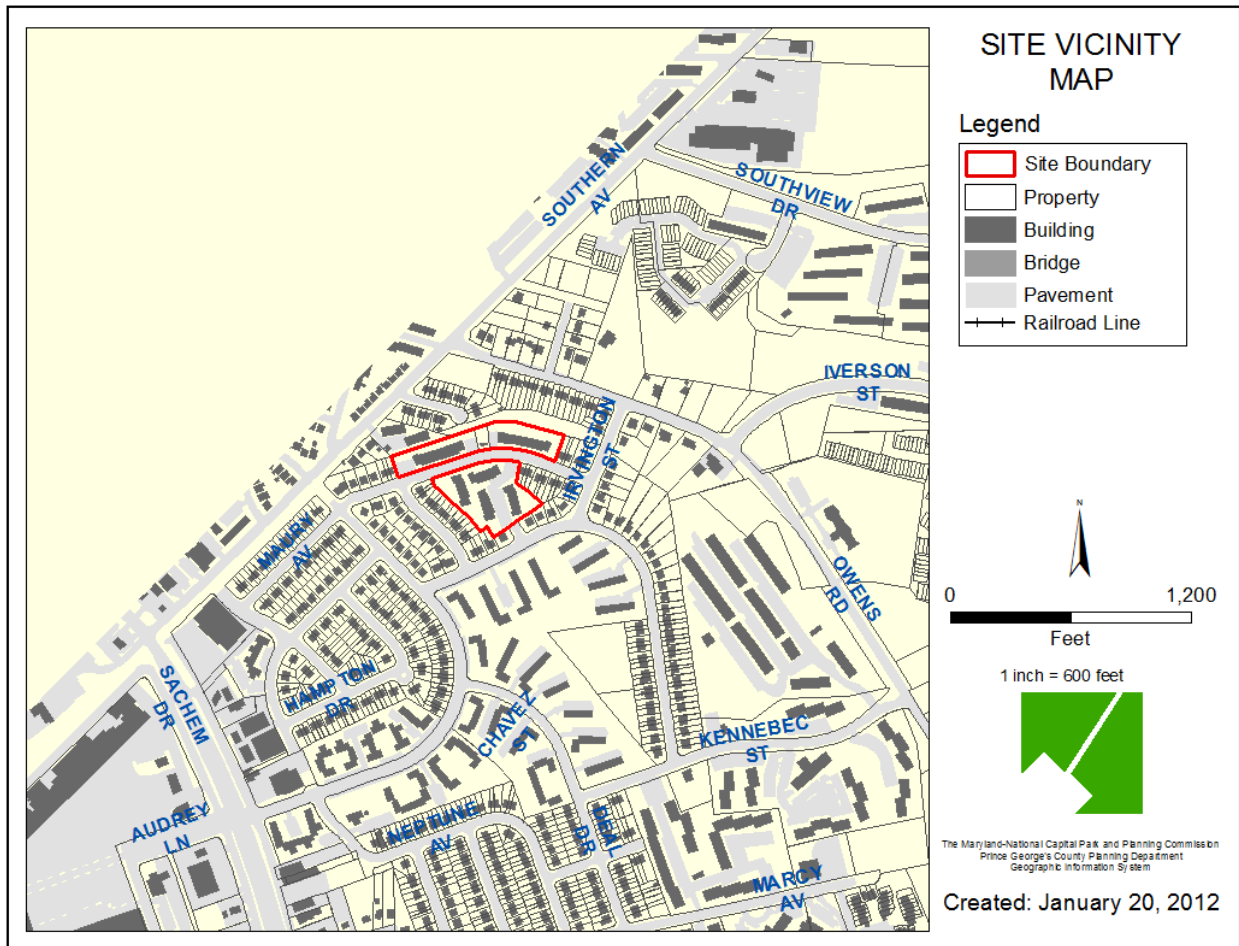 SITE VICINITY
MAP
Legend
Site Boundary
Property
Building
Bridge
Pavement
Railroad Line
N
0 1,200
Feet
1 inch = 600 feet
The Maryland-National Capital Park and Planning Commission
Prince George's County Planning Department
Geographic Information System
Created: January 20, 2012
SOUTHERN
AV
SOUTHVIEW
DR
IVERSON
ST
IRVINGTON
ST
MAURY
AV
OWENS
RD
SACHEM
DR
HAMPTON
DR
CHAVEZ
ST
KENNEBEC
ST
AUDREY
LN
NEPTUNE
AV
DEAL
DR
MARCY
AV